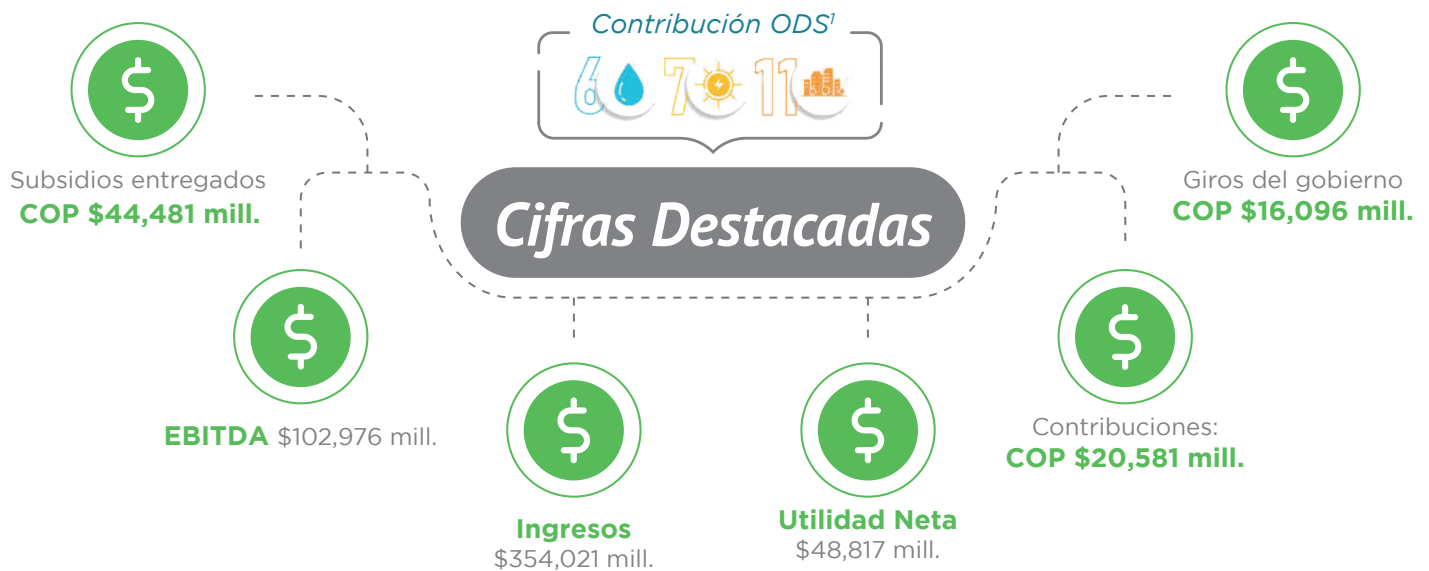 Contribución ODS¹
6 7 11
Cifras Destacadas
Subsidios entregados
COP $44,481 mill.
EBITDA $102,976 mill.
Ingresos
$354,021 mill.
Utilidad Neta
$48,817 mill.
Contribuciones:
COP $20,581 mill.
Giros del gobierno
COP $16,096 mill.